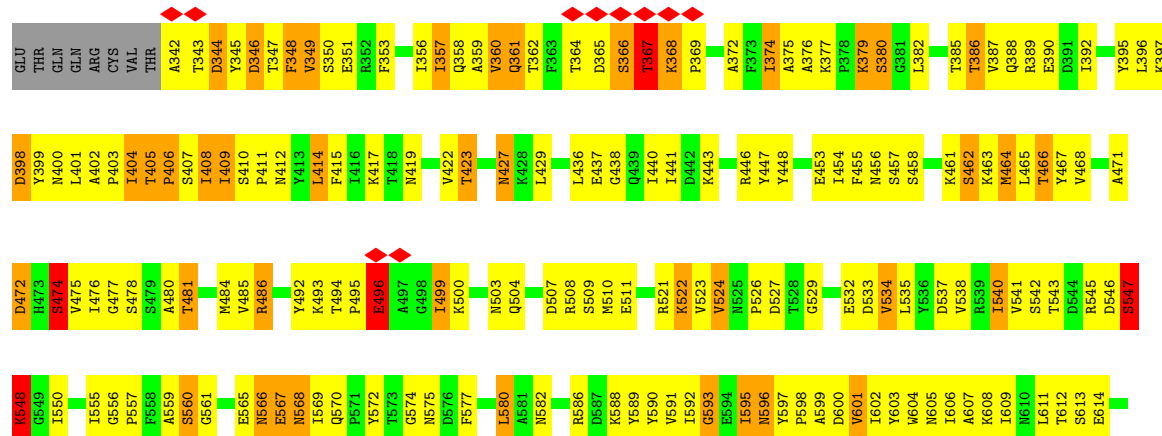 GLU THR GLN GLN ARG CYS VAL THR A342 T343 D344 Y345 D346 T347 F348 V349 S350 E351 R352 F353 I356 I357 Q358 A359 V360 Q361 T362 F363 T364 D365 S366 T367 K368 P369 A372 F373 I374 A375 A376 K377 P378 K379 S380 G381 L382 T385 T386 V387 Q388 R389 E390 D391 I392 Y395 L396 K397
D398 Y399 N400 L401 A402 P403 I404 T405 P406 S407 I408 I409 S410 P411 N412 Y413 L414 F415 I416 K417 T418 N419 V422 T423 N427 K428 L429 L436 E437 G438 Q439 I440 I441 D442 K443 R446 Y447 Y448 E453 I454 F455 N456 S457 S458 K461 S462 K463 M464 L465 T466 Y467 V468 A471
D472 H473 S474 V475 I476 G477 S478 S479 A480 T481 M484 V485 R486 Y492 K493 T494 P495 E496 A497 G498 I499 K500 N503 Q504 D507 R508 S509 M510 E511 R521 K522 V523 V524 N525 P526 D527 T528 G529 E532 D533 V534 L535 Y536 D537 V538 R539 I540 V541 S542 T543 D544 R545 D546 S547
K548 G549 I550 I555 G556 P557 F558 A559 S560 G561 E565 N566 E567 N568 I569 Q570 P571 Y572 T573 G574 N575 D576 F577 L580 A581 N582 R586 D587 K588 Y589 Y590 V591 I592 G593 E594 I595 N596 Y597 P598 A599 D600 V601 I602 Y603 W604 N605 I606 A607 K608 I609 N610 L611 T612 S613 E614